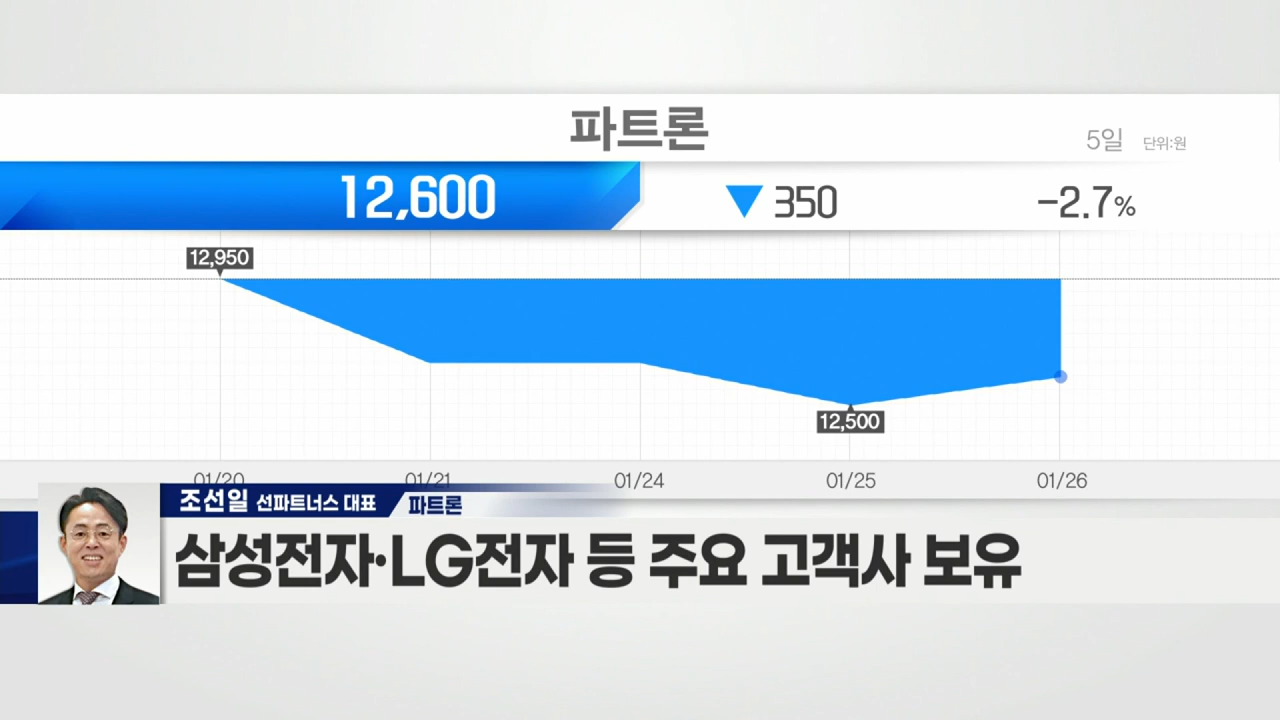 파트론
5일 단위:원
12,600 ▼350 -2.7%
12,950
12,500
01/20 01/21 01/24 01/25 01/26
조선일 선파트너스 대표 파트론
삼성전자·LG전자 등 주요 고객사 보유